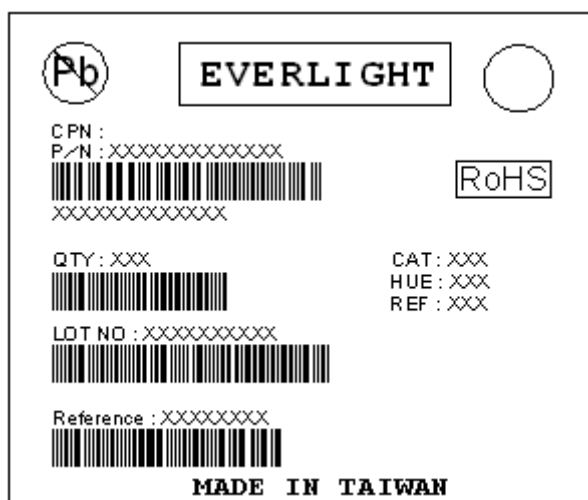 Pb
EVERLIGHT
CPN :
P/N : XXXXXXXXXXXXX
RoHS
XXXXXXXXXXXXX
QTY : XXX
CAT : XXX
HUE : XXX
REF : XXX
LOT NO : XXXXXXXXXX
Reference : XXXXXXXX
MADE IN TAIWAN